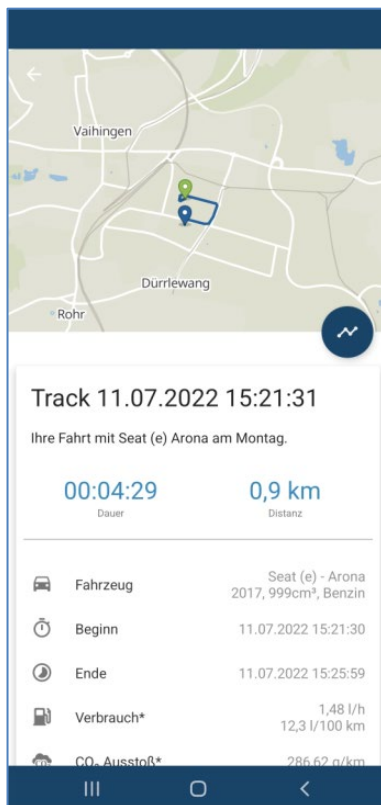 Vaihingen
Dürrlewang
Rohr
Track 11.07.2022 15:21:31
Ihre Fahrt mit Seat (e) Arona am Montag.
00:04:29
Dauer
0,9 km
Distanz
Fahrzeug
Seat (e) - Arona
2017, 999cm³, Benzin
Beginn
11.07.2022 15:21:30
Ende
11.07.2022 15:25:59
Verbrauch*
1,48 l/h
12,3 l/100 km
CO₂ Ausstoß*
286,62 g/km